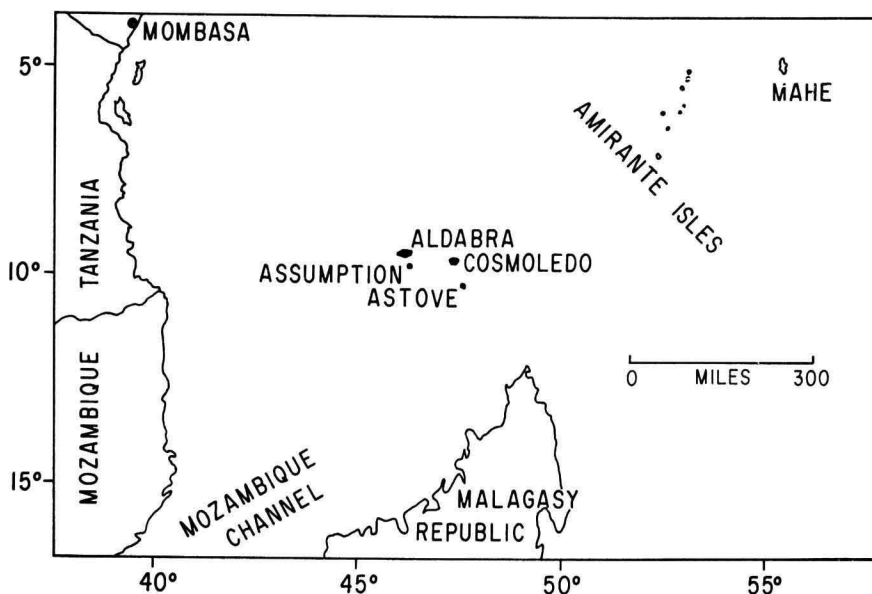 MOMBASA
5°
MAHE
AMIRANTE ISLES
TANZANIA
ALDABRA
10°
ASSUMPTION
COSMOLEDO
ASTOVE
0 MILES 300
MOZAMBIQUE
15°
MOZAMBIQUE
CHANNEL
MALAGASY
REPUBLIC
40° 45° 50° 55°